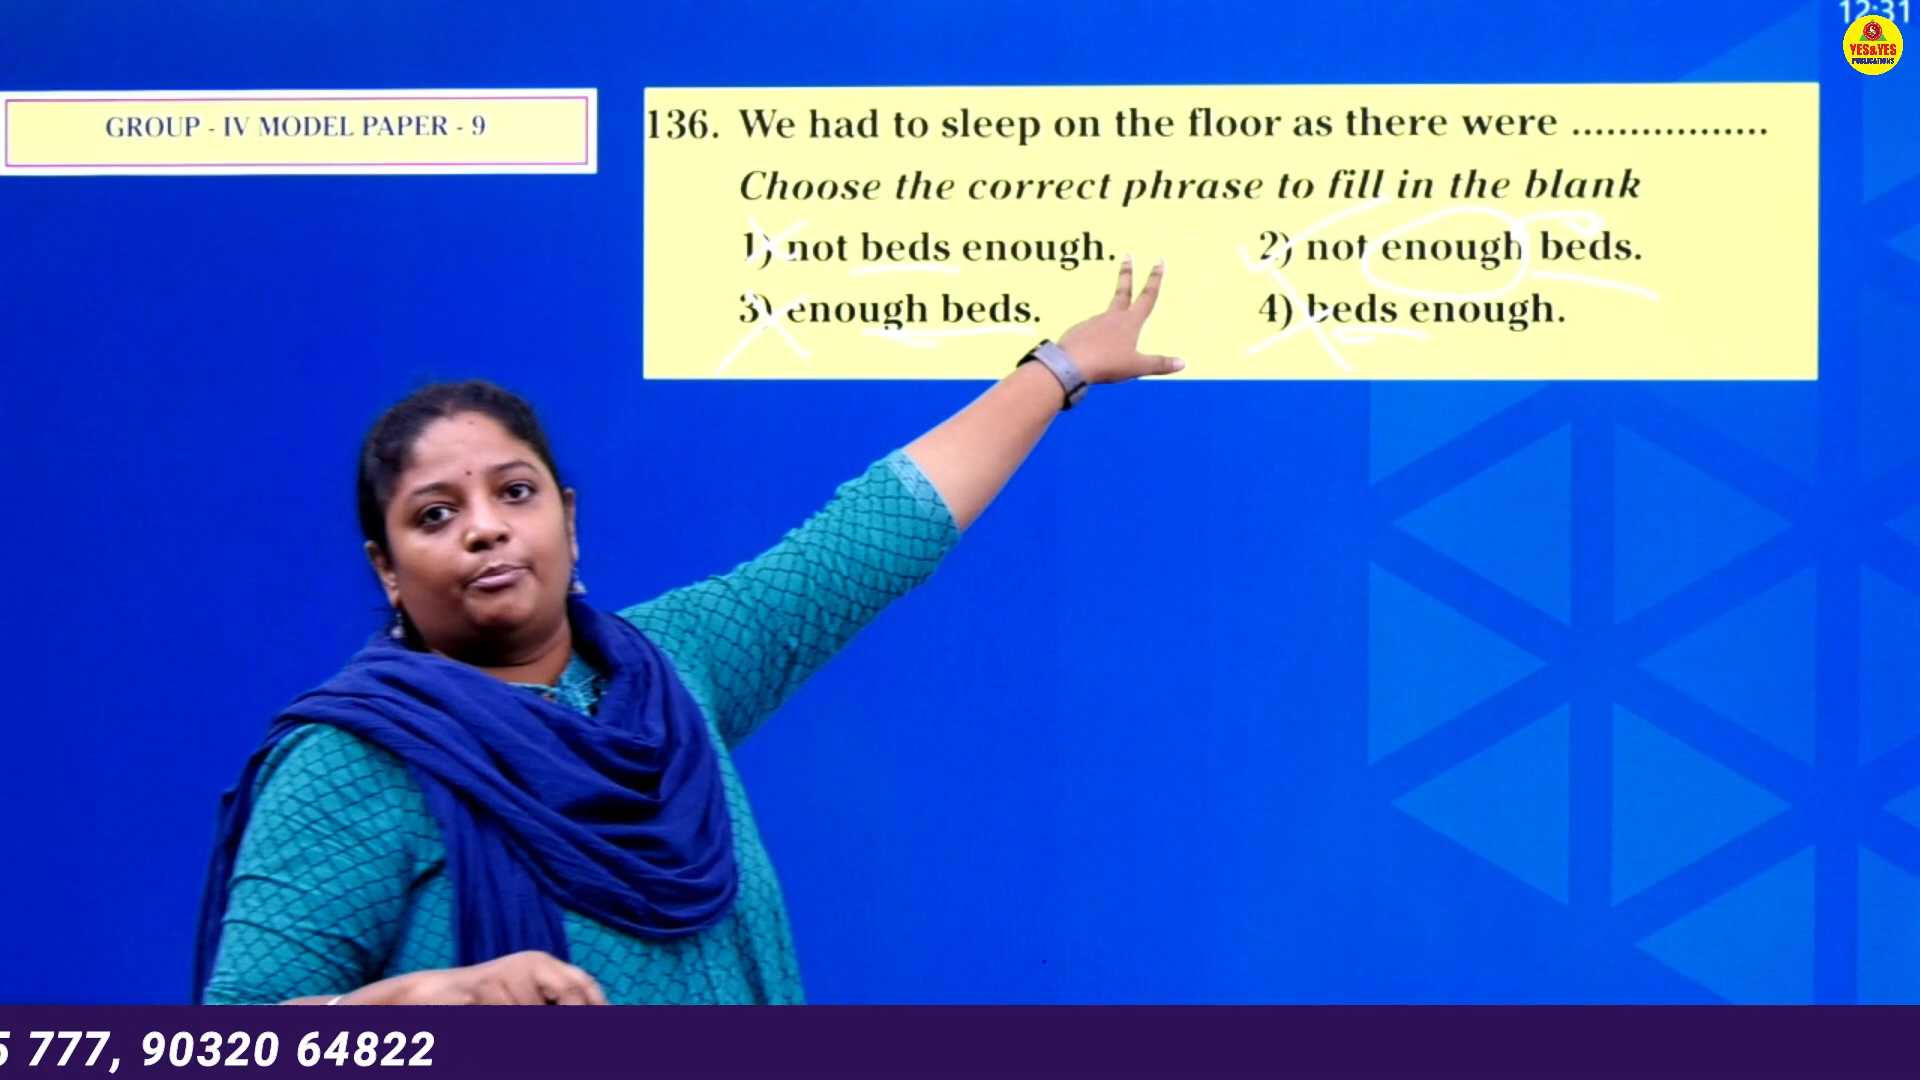 12:31
YES&YES
PUBLICATIONS
GROUP - IV MODEL PAPER - 9
136. We had to sleep on the floor as there were .................
Choose the correct phrase to fill in the blank
1) not beds enough. 2) not enough beds.
3) enough beds. 4) beds enough.
5 777, 90320 64822